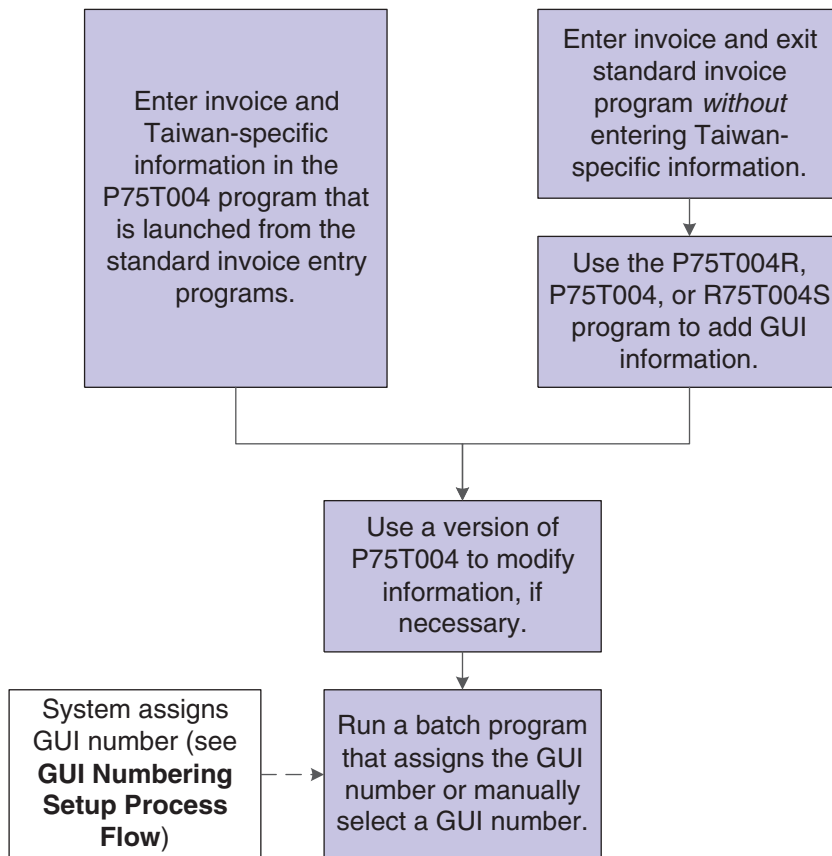 Enter invoice and
Taiwan-specific
information in the
P75T004 program that
is launched from the
standard invoice entry
programs.
Enter invoice and exit
standard invoice
program without
entering Taiwan-
specific information.
Use the P75T004R,
P75T004, or R75T004S
program to add GUI
information.
Use a version of
P75T004 to modify
information, if
necessary.
System assigns
GUI number (see
GUI Numbering
Setup Process
Flow)
Run a batch program
that assigns the GUI
number or manually
select a GUI number.